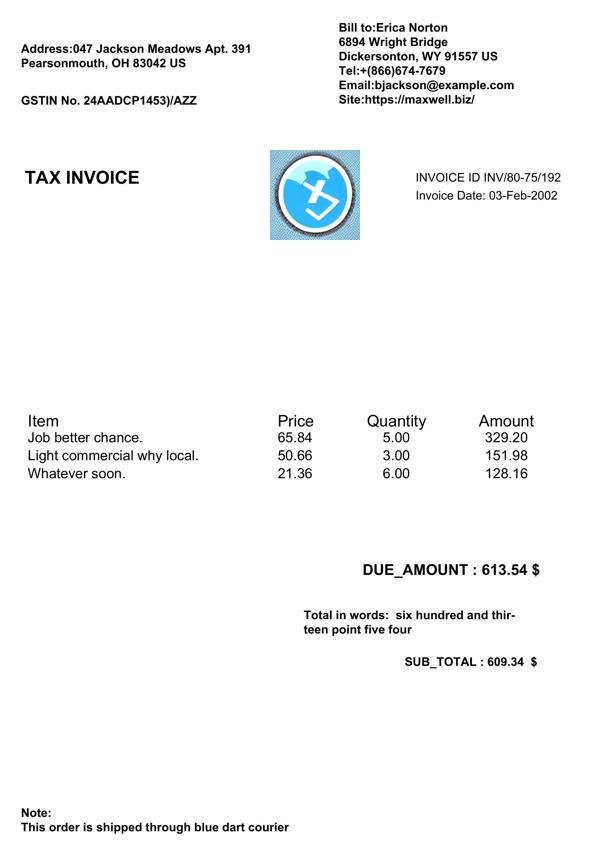 Address:047 Jackson Meadows Apt. 391
Pearsonmouth, OH 83042 US
GSTIN No. 24AADCP1453)/AZZ
Bill to:Erica Norton
6894 Wright Bridge
Dickersonton, WY 91557 US
Tel:+(866)674-7679
Email:bjackson@example.com
Site:https://maxwell.biz/
TAX INVOICE
INVOICE ID INV/80-75/192
Invoice Date: 03-Feb-2002
Item Price Quantity Amount
Job better chance. 65.84 5.00 329.20
Light commercial why local. 50.66 3.00 151.98
Whatever soon. 21.36 6.00 128.16
DUE_AMOUNT : 613.54 $
Total in words: six hundred and thir-
teen point five four
SUB_TOTAL : 609.34 $
Note:
This order is shipped through blue dart courier